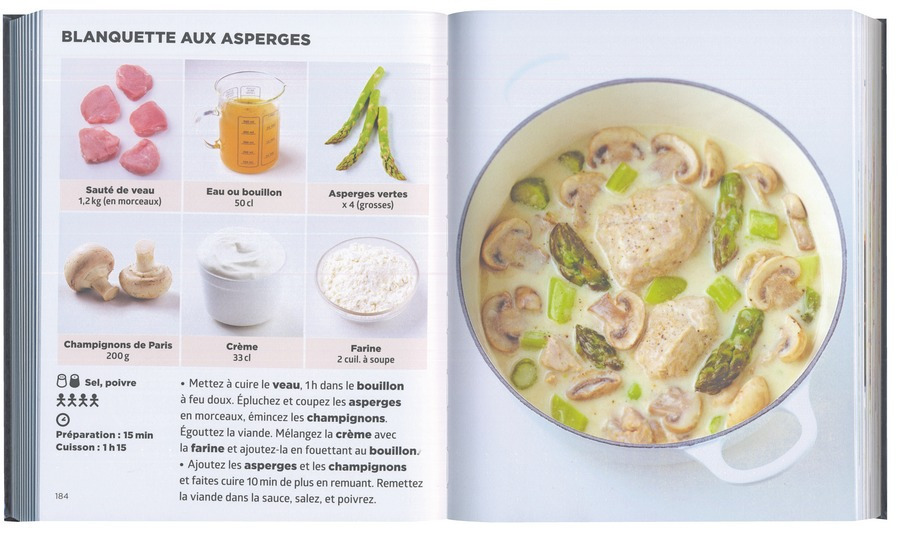 BLANQUETTE AUX ASPERGES
Sauté de veau
1,2 kg (en morceaux)
Eau ou bouillon
50 cl
Asperges vertes
x 4 (grosses)
Champignons de Paris
200 g
Crème
33 cl
Farine
2 cuil. à soupe
Sel, poivre
Préparation : 15 min
Cuisson : 1 h 15
• Mettez à cuire le veau, 1 h dans le bouillon
à feu doux. Épluchez et coupez les asperges
en morceaux, émincez les champignons.
Égouttez la viande. Mélangez la crème avec
la farine et ajoutez-la en fouettant au bouillon.
• Ajoutez les asperges et les champignons
et faites cuire 10 min de plus en remuant. Remettez
la viande dans la sauce, salez, et poivrez.
184